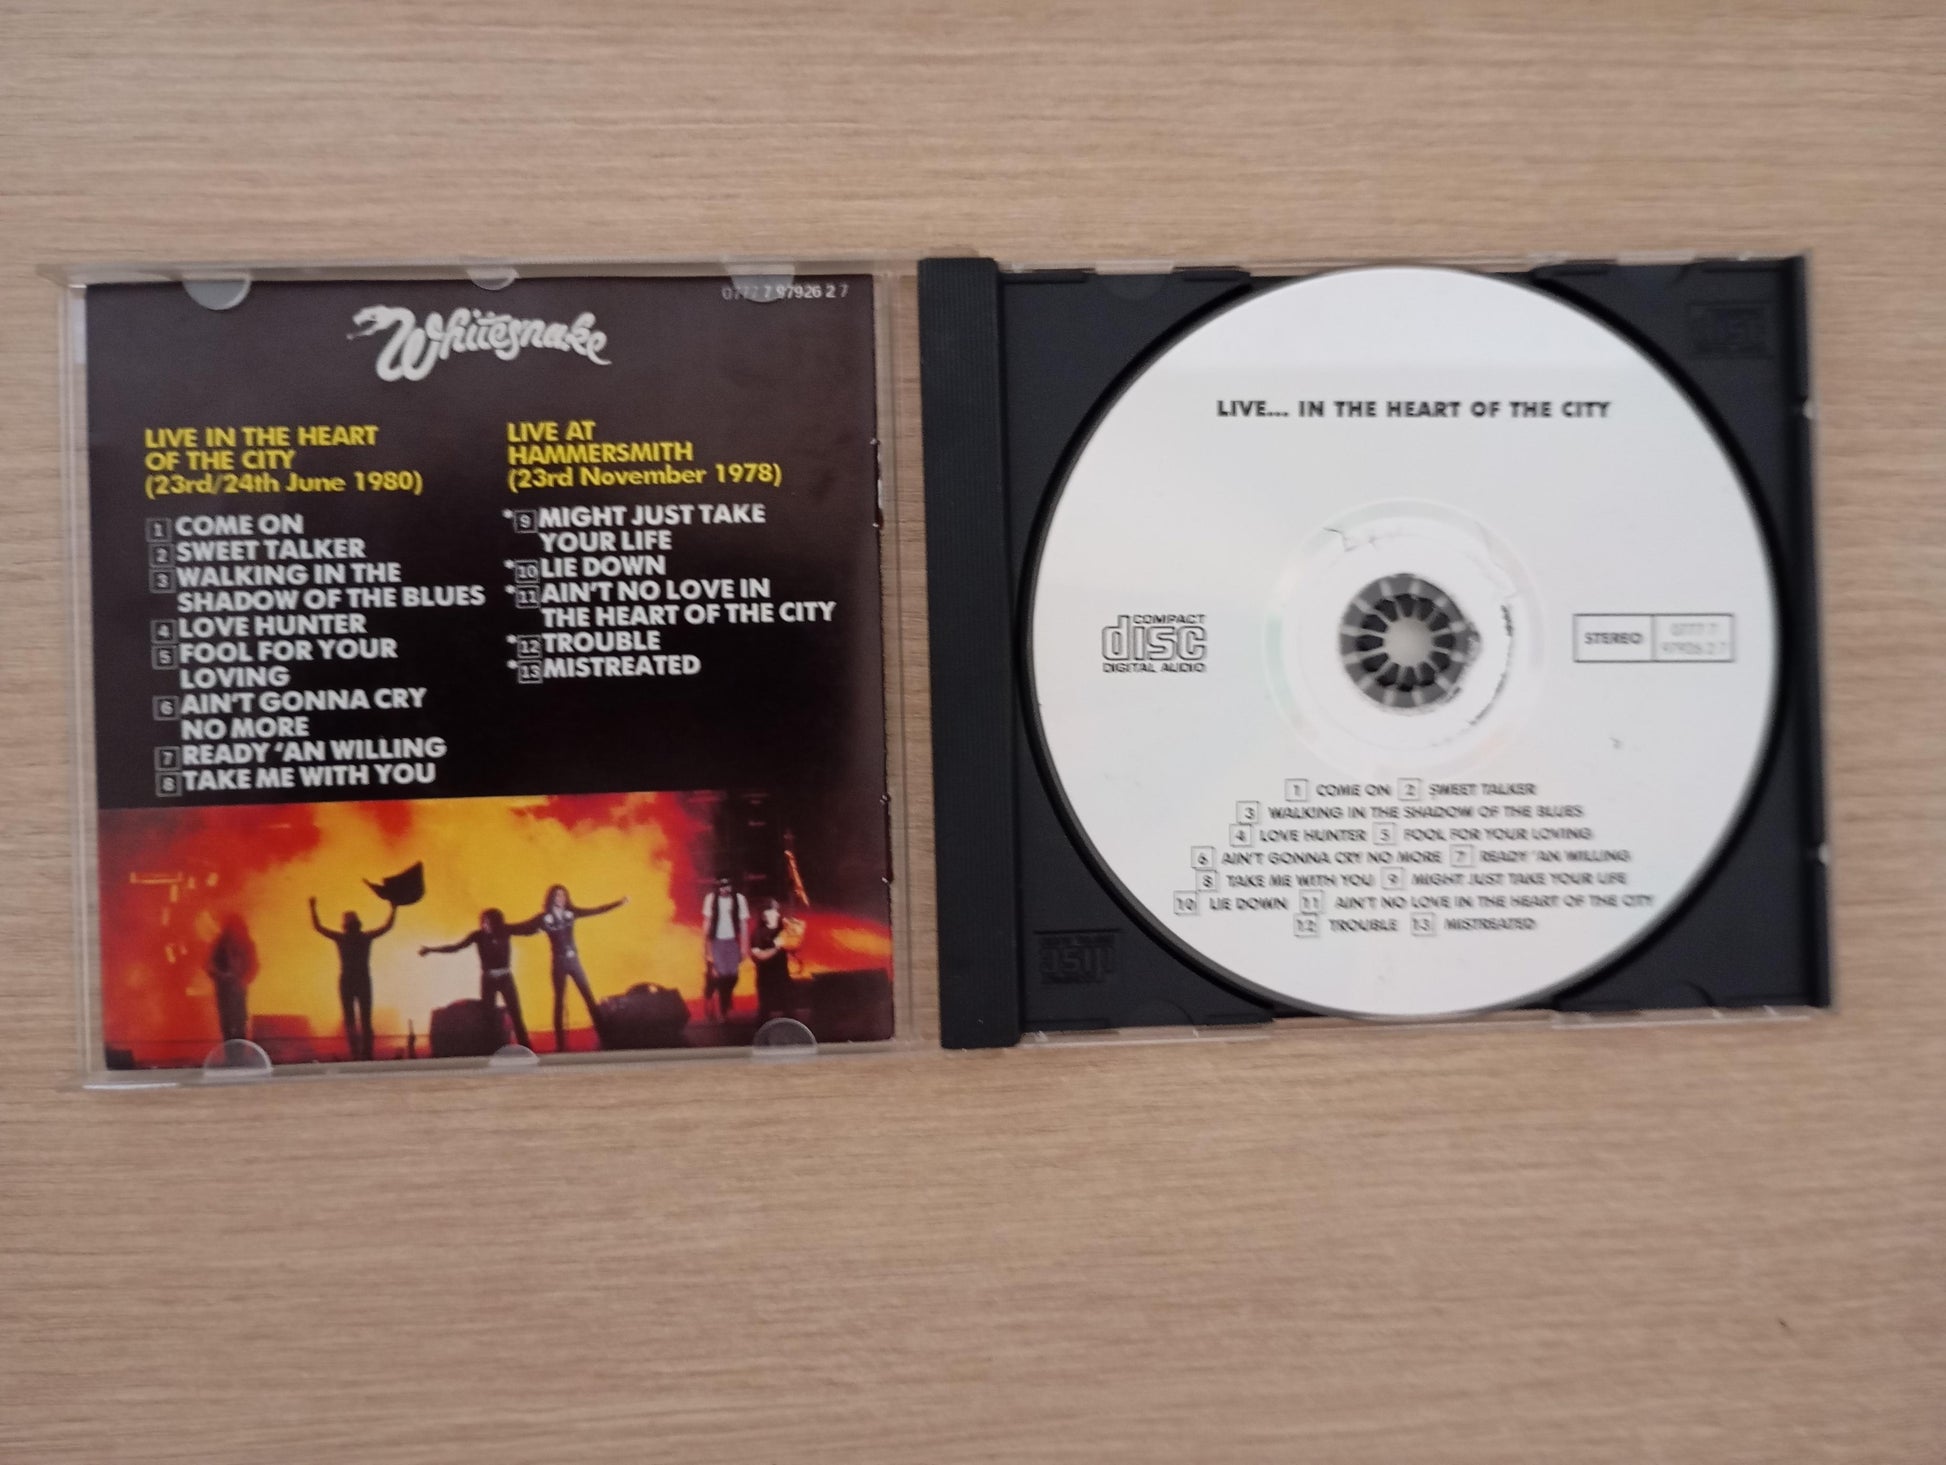 0777 7 97926 2 7
Whitesnake
LIVE IN THE HEART
OF THE CITY
(23rd/24th June 1980)
1 COME ON
2 SWEET TALKER
3 WALKING IN THE
SHADOW OF THE BLUES
4 LOVE HUNTER
5 FOOL FOR YOUR
LOVING
6 AIN'T GONNA CRY
NO MORE
7 READY 'AN WILLING
8 TAKE ME WITH YOU
LIVE AT
HAMMERSMITH
(23rd November 1978)
*9 MIGHT JUST TAKE
YOUR LIFE
*10 LIE DOWN
*11 AIN'T NO LOVE IN
THE HEART OF THE CITY
*12 TROUBLE
*13 MISTREATED
LIVE... IN THE HEART OF THE CITY
COMPACT
disc
DIGITAL AUDIO
STEREO
0777 7
97926 2 7
1 COME ON 2 SWEET TALKER
3 WALKING IN THE SHADOW OF THE BLUES
4 LOVE HUNTER 5 FOOL FOR YOUR LOVING
6 AIN'T GONNA CRY NO MORE 7 READY 'AN WILLING
8 TAKE ME WITH YOU 9 MIGHT JUST TAKE YOUR LIFE
10 LIE DOWN 11 AIN'T NO LOVE IN THE HEART OF THE CITY
12 TROUBLE 13 MISTREATED
disc
disc